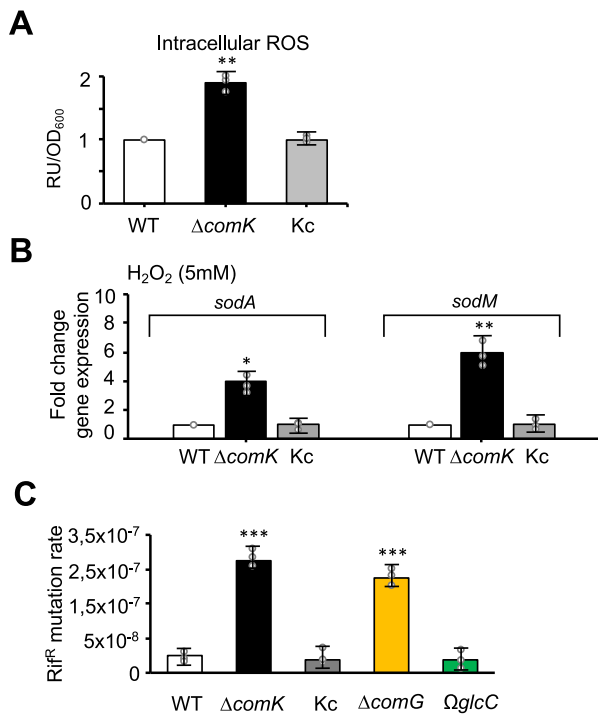 A
Intracellular ROS
**
2
1
0
RU/OD₆₀₀
WT ΔcomK Kc
B
H₂O₂ (5mM)
sodA sodM
10
8
6
4
2
0
* **
Fold change
gene expression
WT ΔcomK Kc WT ΔcomK Kc
C
3,5x10⁻⁷
2,5x10⁻⁷
1,5x10⁻⁷
5x10⁻⁸
0
*** ***
Rifᴿ mutation rate
WT ΔcomK Kc ΔcomG ΩglcC